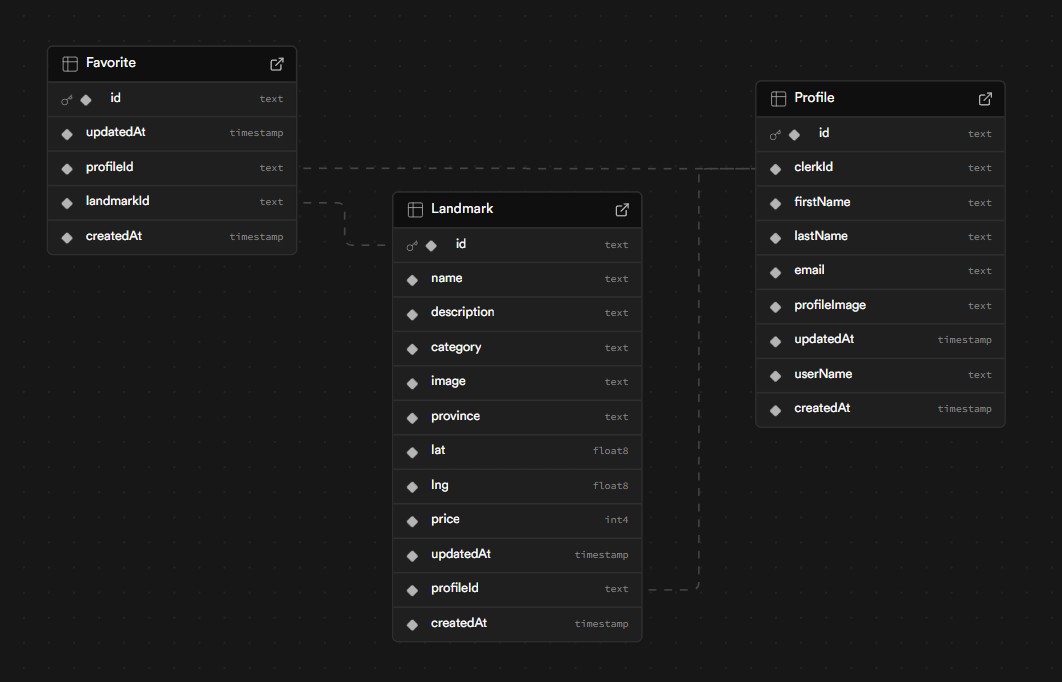 Favorite
id text
updatedAt timestamp
profileId text
landmarkId text
createdAt timestamp
Landmark
id text
name text
description text
category text
image text
province text
lat float8
lng float8
price int4
updatedAt timestamp
profileId text
createdAt timestamp
Profile
id text
clerkId text
firstName text
lastName text
email text
profileImage text
updatedAt timestamp
userName text
createdAt timestamp